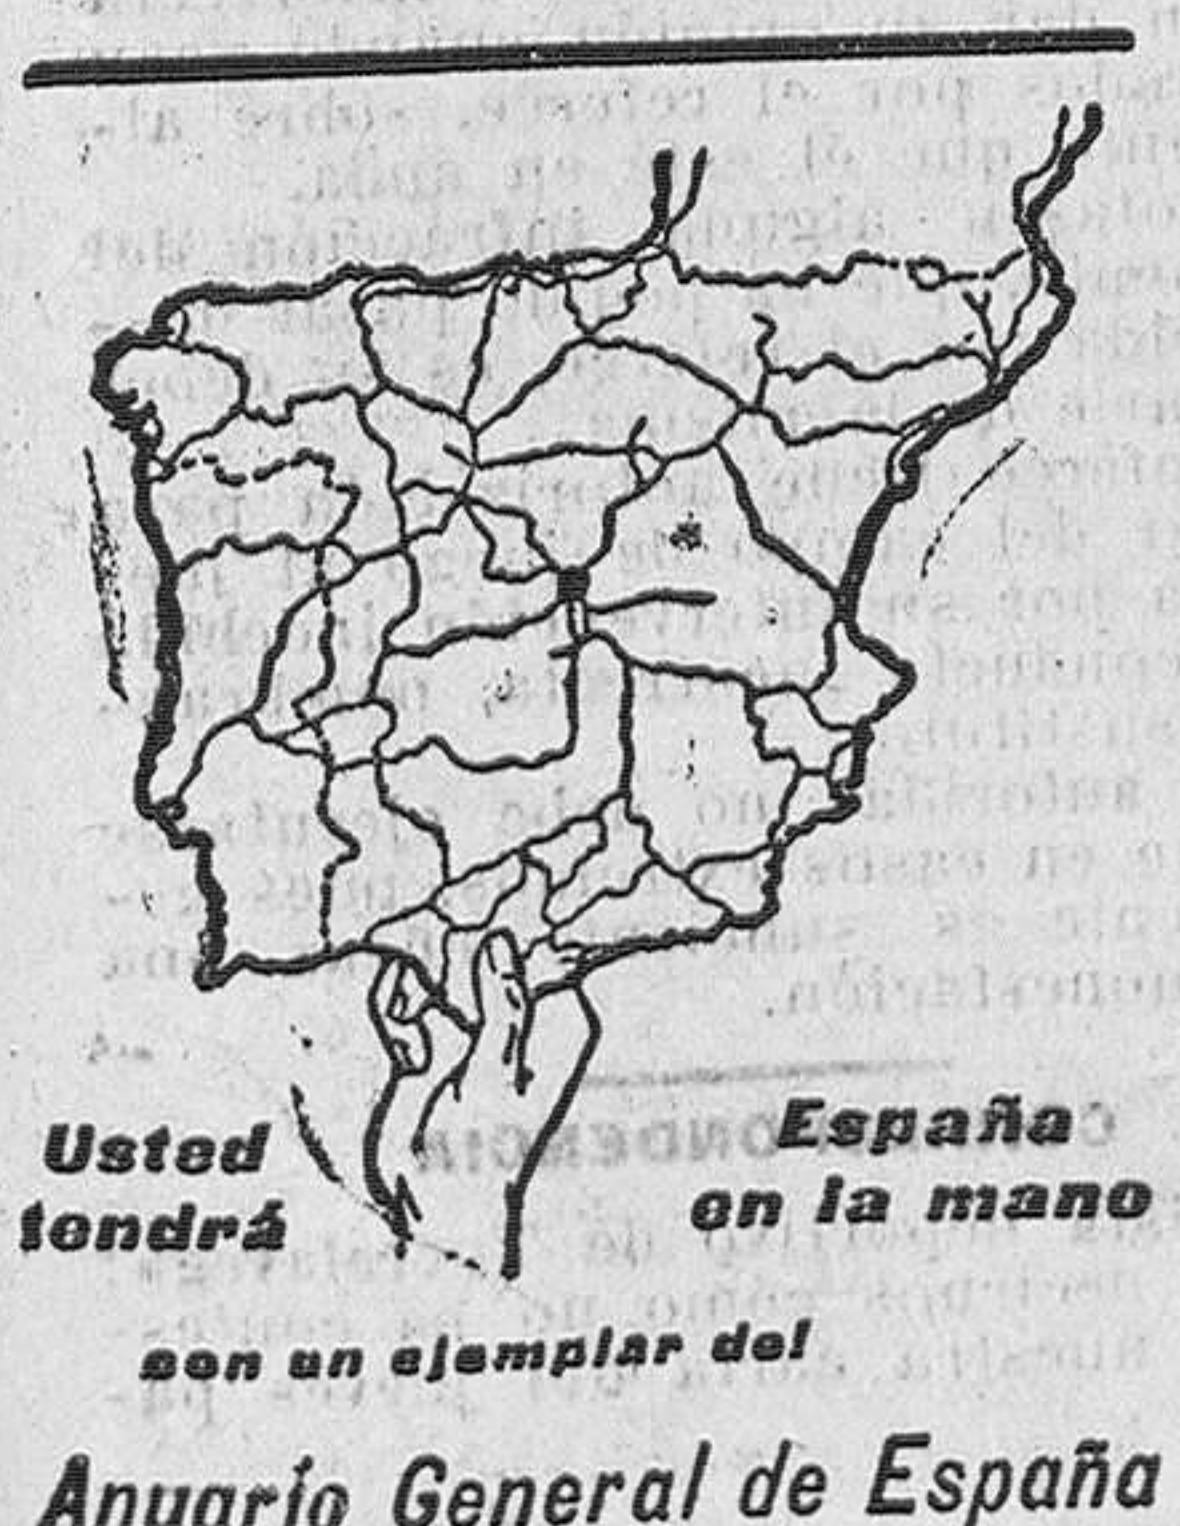 Usted
tendrá
España
en la mano
con un ejemplar del
Anuario General de España